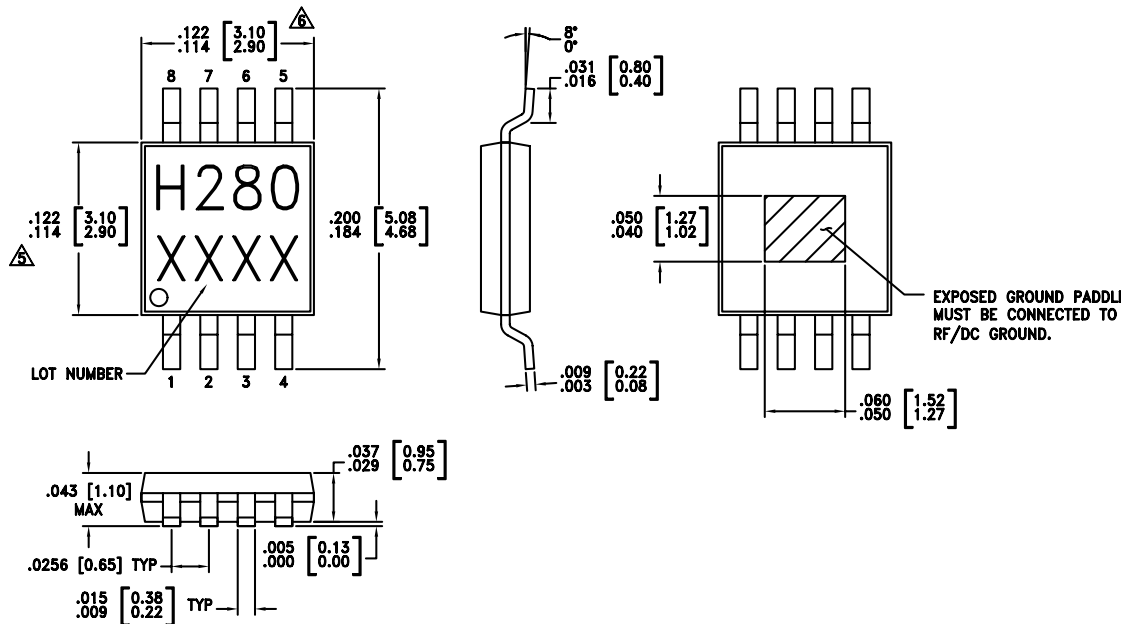 .122 [3.10]
.114 [2.90]
6
8 7 6 5
H280
XXXX
.122 [3.10]
.114 [2.90]
5
.200 [5.08]
.184 [4.68]
LOT NUMBER
1 2 3 4
8°
0°
.031 [0.80]
.016 [0.40]
.009 [0.22]
.003 [0.08]
.050 [1.27]
.040 [1.02]
EXPOSED GROUND PADDL
MUST BE CONNECTED TO
RF/DC GROUND.
.060 [1.52]
.050 [1.27]
.043 [1.10]
MAX
.037 [0.95]
.029 [0.75]
.0256 [0.65] TYP
.005 [0.13]
.000 [0.00]
.015 [0.38]
.009 [0.22] TYP